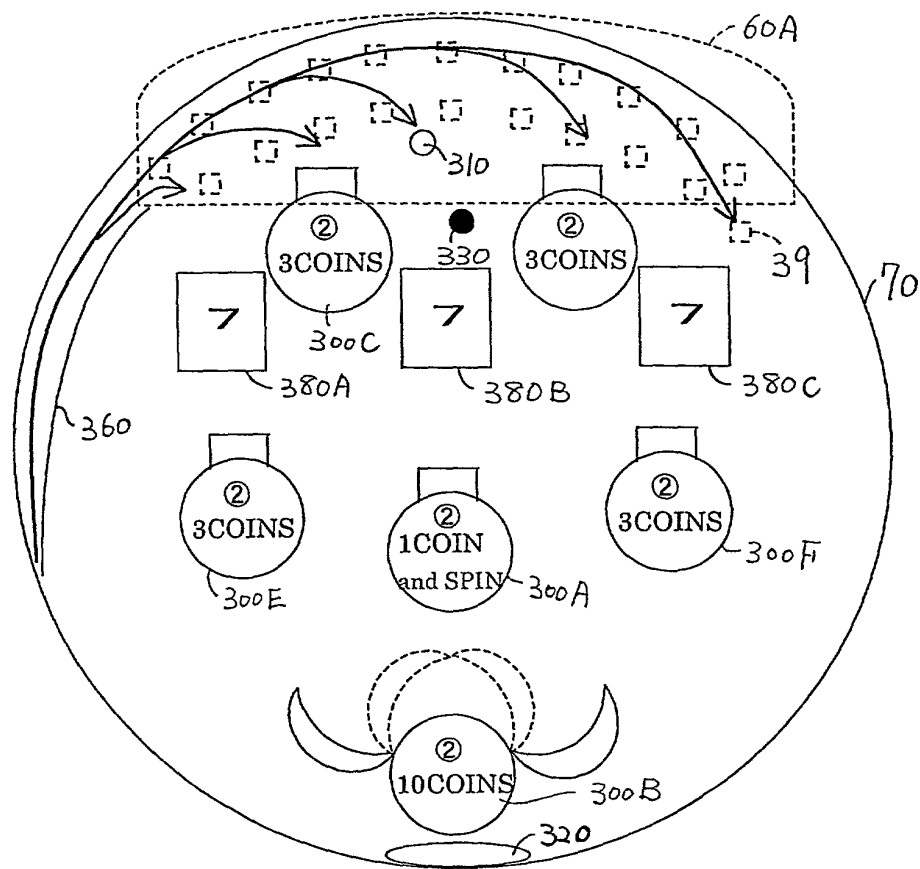 60A
310
②
3COINS
330
②
3COINS
39
70
7
300C
7
7
380A
380B
380C
360
②
3COINS
②
1COIN
and SPIN
②
3COINS
300E
300A
300F
②
10COINS
300B
320